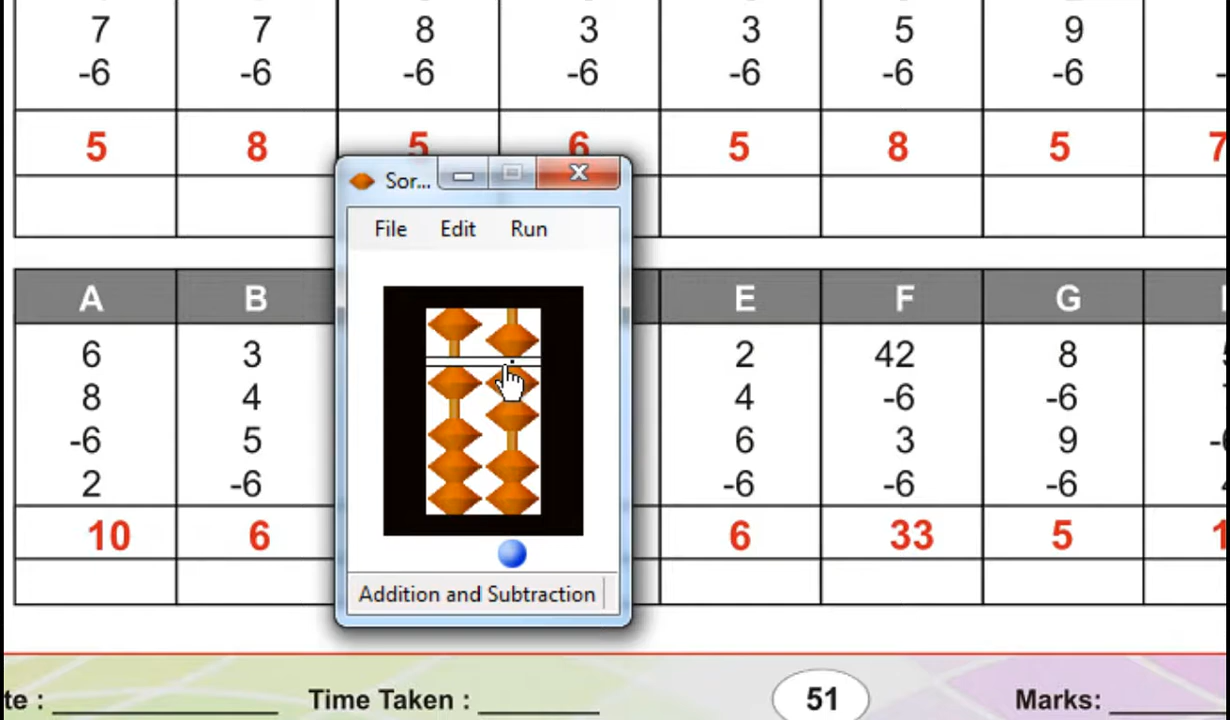 7 7 8 3 3 5 9
-6 -6 -6 -6 -6 -6 -6
5 8 5 6 5 8 5 7
Sor...
File Edit Run
A B E F G
6 3 2 42 8
8 4 4 -6 -6
-6 5 6 3 9
2 -6 -6 -6 -6
10 6 6 33 5 1
Addition and Subtraction
te : Time Taken : 51 Marks: